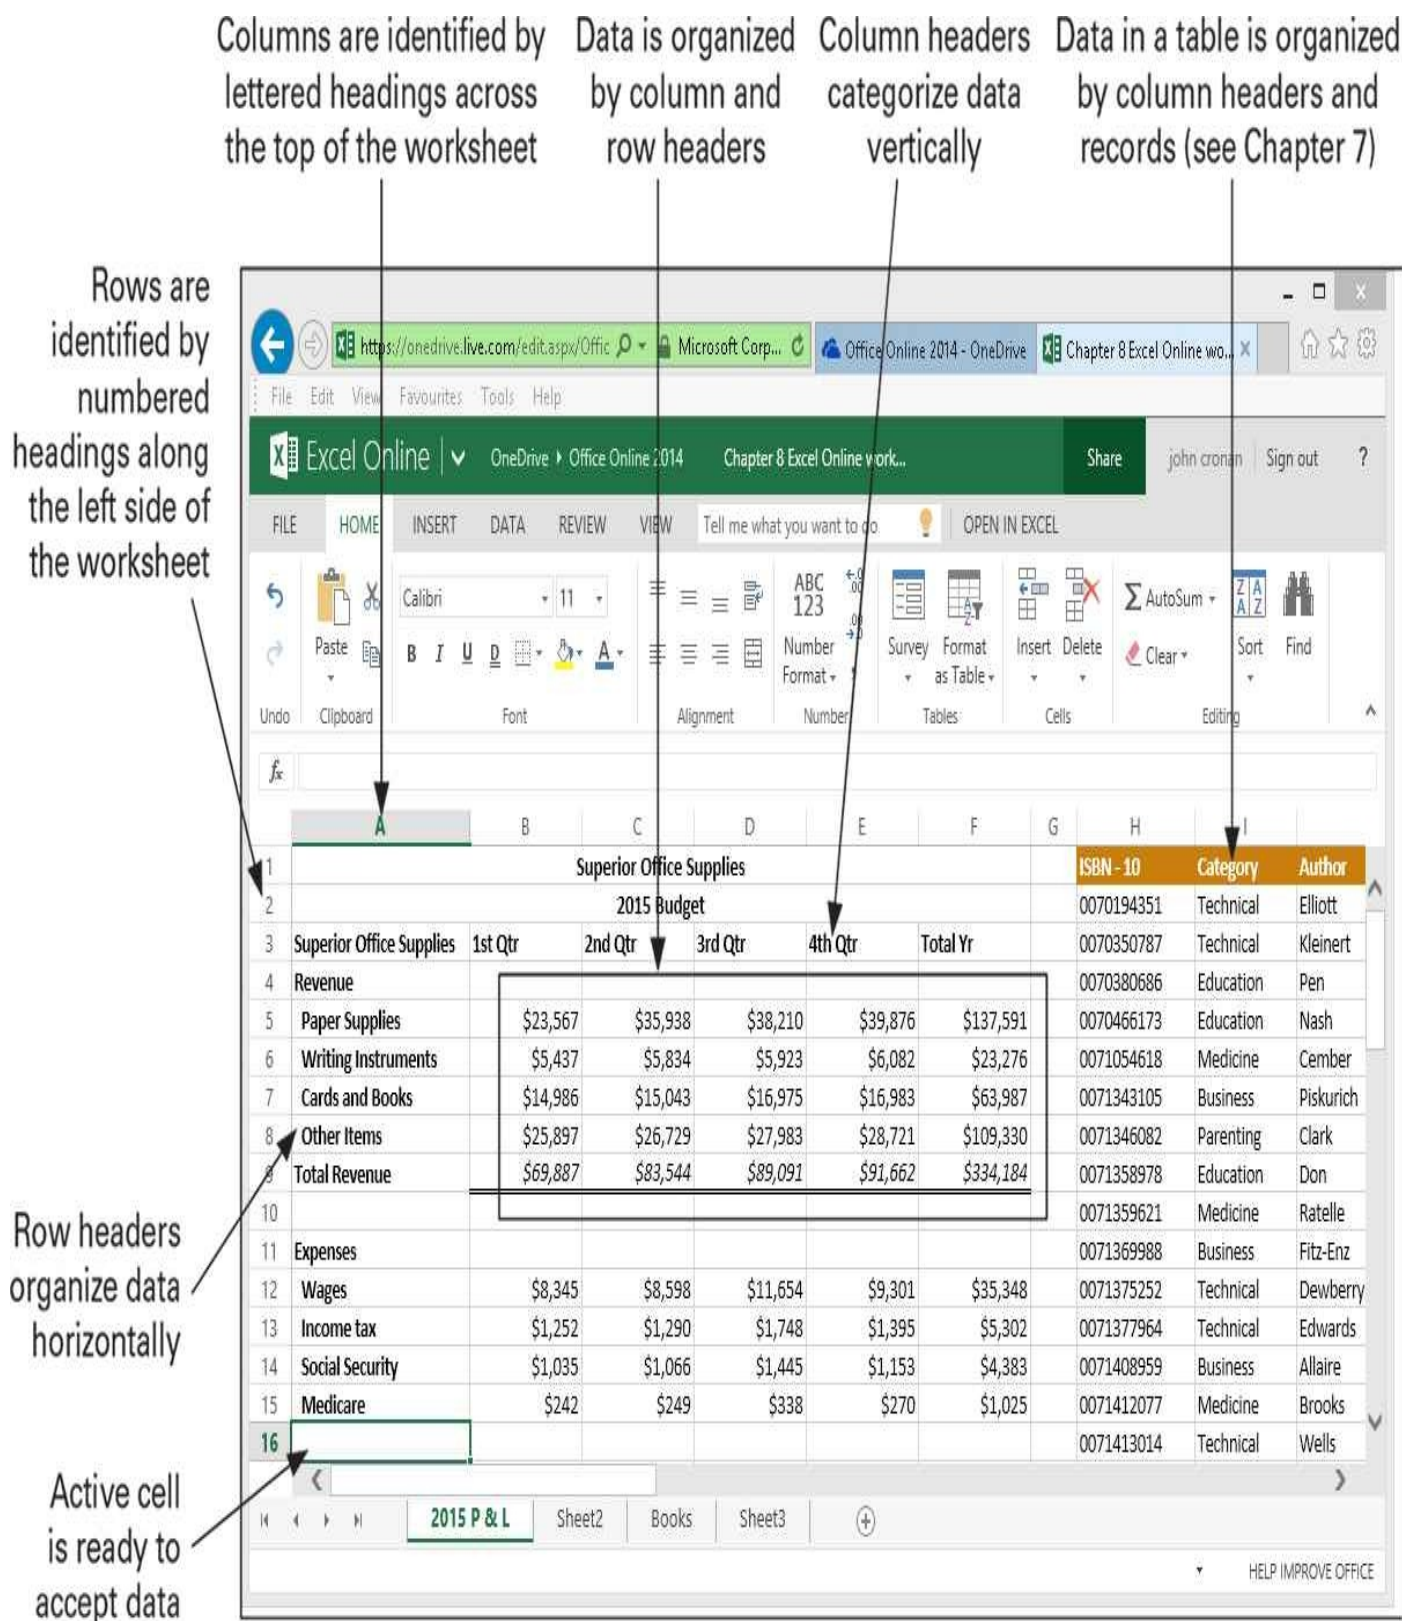 Columns are identified by
lettered headings across
the top of the worksheet
Data is organized
by column and
row headers
Column headers
categorize data
vertically
Data in a table is organized
by column headers and
records (see Chapter 7)
Rows are
identified by
numbered
headings along
the left side of
the worksheet
https://onedrive.live.com/edit.aspx/Offic Microsoft Corp... Office Online 2014 - OneDrive Chapter 8 Excel Online wo...
File Edit View Favourites Tools Help
Excel Online OneDrive Office Online 2014 Chapter 8 Excel Online work... Share john cronan Sign out ?
FILE HOME INSERT DATA REVIEW VIEW Tell me what you want to do OPEN IN EXCEL
Calibri 11 ABC 123 AutoSum
Paste B I U D A Number Format Survey Format as Table Insert Delete Clear Sort Find
Undo Clipboard Font Alignment Number Tables Cells Editing
fx
A B C D E F G H I
1 Superior Office Supplies ISBN - 10 Category Author
2 2015 Budget 0070194351 Technical Elliott
3 Superior Office Supplies 1st Qtr 2nd Qtr 3rd Qtr 4th Qtr Total Yr 0070350787 Technical Kleinert
4 Revenue 0070380686 Education Pen
5 Paper Supplies $23,567 $35,938 $38,210 $39,876 $137,591 0070466173 Education Nash
6 Writing Instruments $5,437 $5,834 $5,923 $6,082 $23,276 0071054618 Medicine Cember
7 Cards and Books $14,986 $15,043 $16,975 $16,983 $63,987 0071343105 Business Piskurich
8 Other Items $25,897 $26,729 $27,983 $28,721 $109,330 0071346082 Parenting Clark
9 Total Revenue $69,887 $83,544 $89,091 $91,662 $334,184 0071358978 Education Don
10 0071359621 Medicine Ratelle
11 Expenses 0071369988 Business Fitz-Enz
12 Wages $8,345 $8,598 $11,654 $9,301 $35,348 0071375252 Technical Dewberry
13 Income tax $1,252 $1,290 $1,748 $1,395 $5,302 0071377964 Technical Edwards
14 Social Security $1,035 $1,066 $1,445 $1,153 $4,383 0071408959 Business Allaire
15 Medicare $242 $249 $338 $270 $1,025 0071412077 Medicine Brooks
16 0071413014 Technical Wells
Row headers
organize data
horizontally
Active cell
is ready to
accept data
2015 P & L Sheet2 Books Sheet3
HELP IMPROVE OFFICE